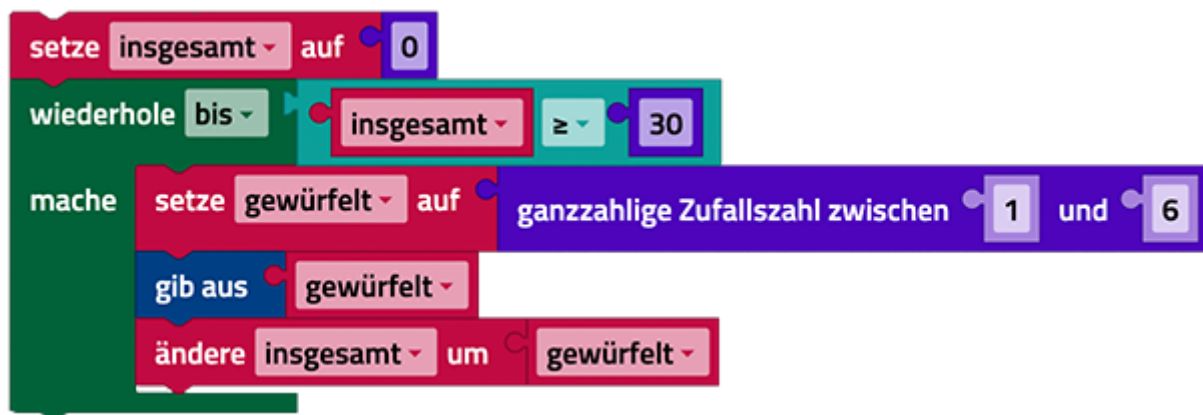 setze insgesamt auf 0
wiederhole bis insgesamt ≥ 30
mache setze gewürfelt auf ganzzahlige Zufallszahl zwischen 1 und 6
gib aus gewürfelt
ändere insgesamt um gewürfelt